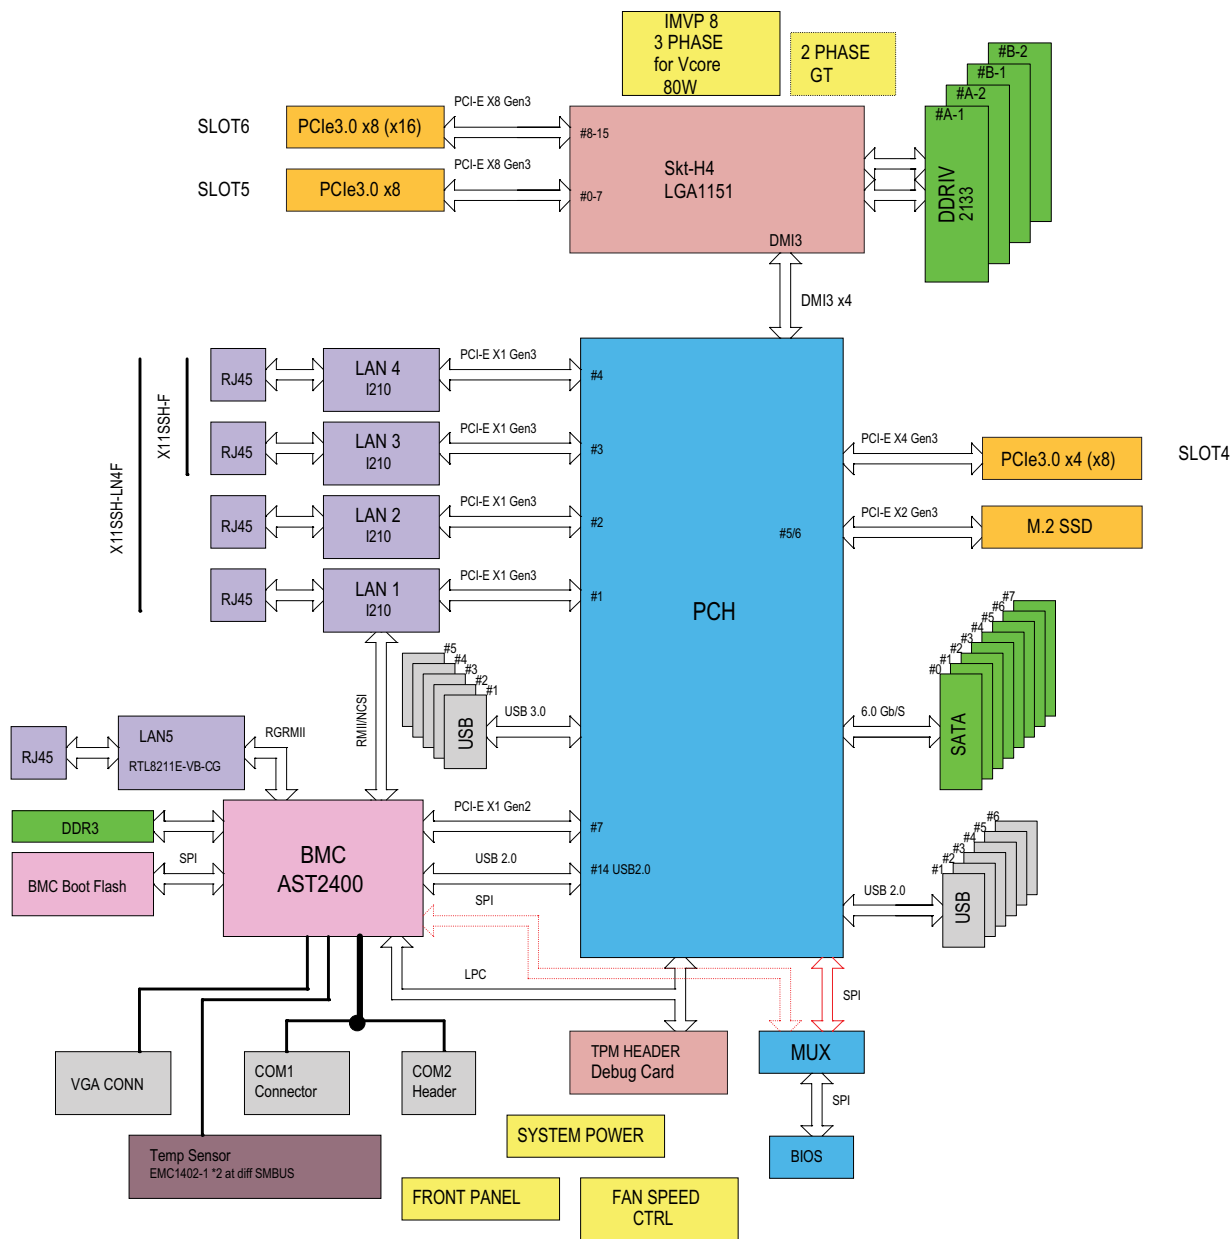 IMVP 8
3 PHASE
for Vcore
80W
2 PHASE
GT
#B-2
#B-1
#A-2
#A-1
DDRIV
2133
SLOT6
PCIe3.0 x8 (x16)
PCI-E X8 Gen3
#8-15
SLOT5
PCIe3.0 x8
PCI-E X8 Gen3
#0-7
Skt-H4
LGA1151
DMI3
DMI3 x4
X11SSH-LN4F
X11SSH-F
RJ45
LAN 4
I210
PCI-E X1 Gen3
#4
RJ45
LAN 3
I210
PCI-E X1 Gen3
#3
RJ45
LAN 2
I210
PCI-E X1 Gen3
#2
RJ45
LAN 1
I210
PCI-E X1 Gen3
#1
PCH
PCI-E X4 Gen3
PCIe3.0 x4 (x8)
SLOT4
#5/6
PCI-E X2 Gen3
M.2 SSD
#5
#4
#3
#2
#1
USB
USB 3.0
6.0 Gb/S
#7
#6
#5
#4
#3
#2
#1
#0
SATA
RJ45
LAN5
RTL8211E-VB-CG
RGRMII
RMII/NCSI
DDR3
BMC Boot Flash
SPI
BMC
AST2400
PCI-E X1 Gen2
#7
USB 2.0
#14 USB2.0
SPI
USB 2.0
#6
#5
#4
#3
#2
#1
USB
LPC
SPI
VGA CONN
COM1
Connector
COM2
Header
TPM HEADER
Debug Card
MUX
SPI
BIOS
Temp Sensor
EMC1402-1 *2 at diff SMBUS
SYSTEM POWER
FRONT PANEL
FAN SPEED
CTRL